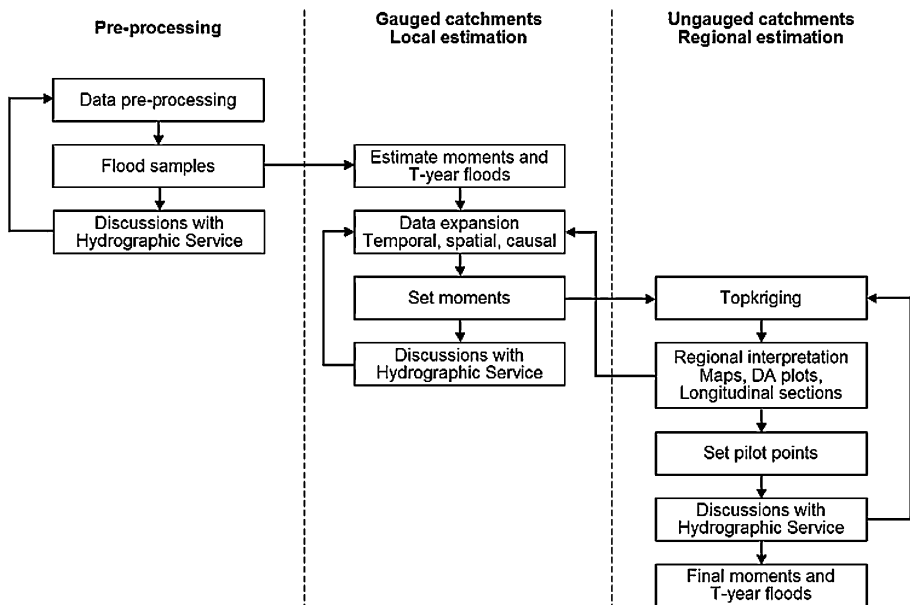 Pre-processing
Data pre-processing
Flood samples
Discussions with
Hydrographic Service
Gauged catchments
Local estimation
Estimate moments and
T-year floods
Data expansion
Temporal, spatial, causal
Set moments
Discussions with
Hydrographic Service
Ungauged catchments
Regional estimation
Topkriging
Regional interpretation
Maps, DA plots,
Longitudinal sections
Set pilot points
Discussions with
Hydrographic Service
Final moments and
T-year floods